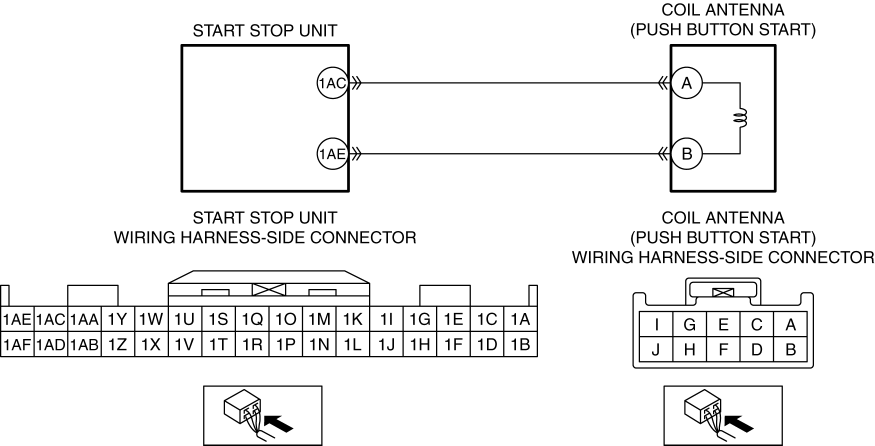 COIL ANTENNA
(PUSH BUTTON START)
START STOP UNIT
1AC
A
1AE
B
START STOP UNIT
WIRING HARNESS-SIDE CONNECTOR
COIL ANTENNA
(PUSH BUTTON START)
WIRING HARNESS-SIDE CONNECTOR
1AE 1AC 1AA 1Y 1W 1U 1S 1Q 1O 1M 1K 1I 1G 1E 1C 1A
1AF 1AD 1AB 1Z 1X 1V 1T 1R 1P 1N 1L 1J 1H 1F 1D 1B
I G E C A
J H F D B